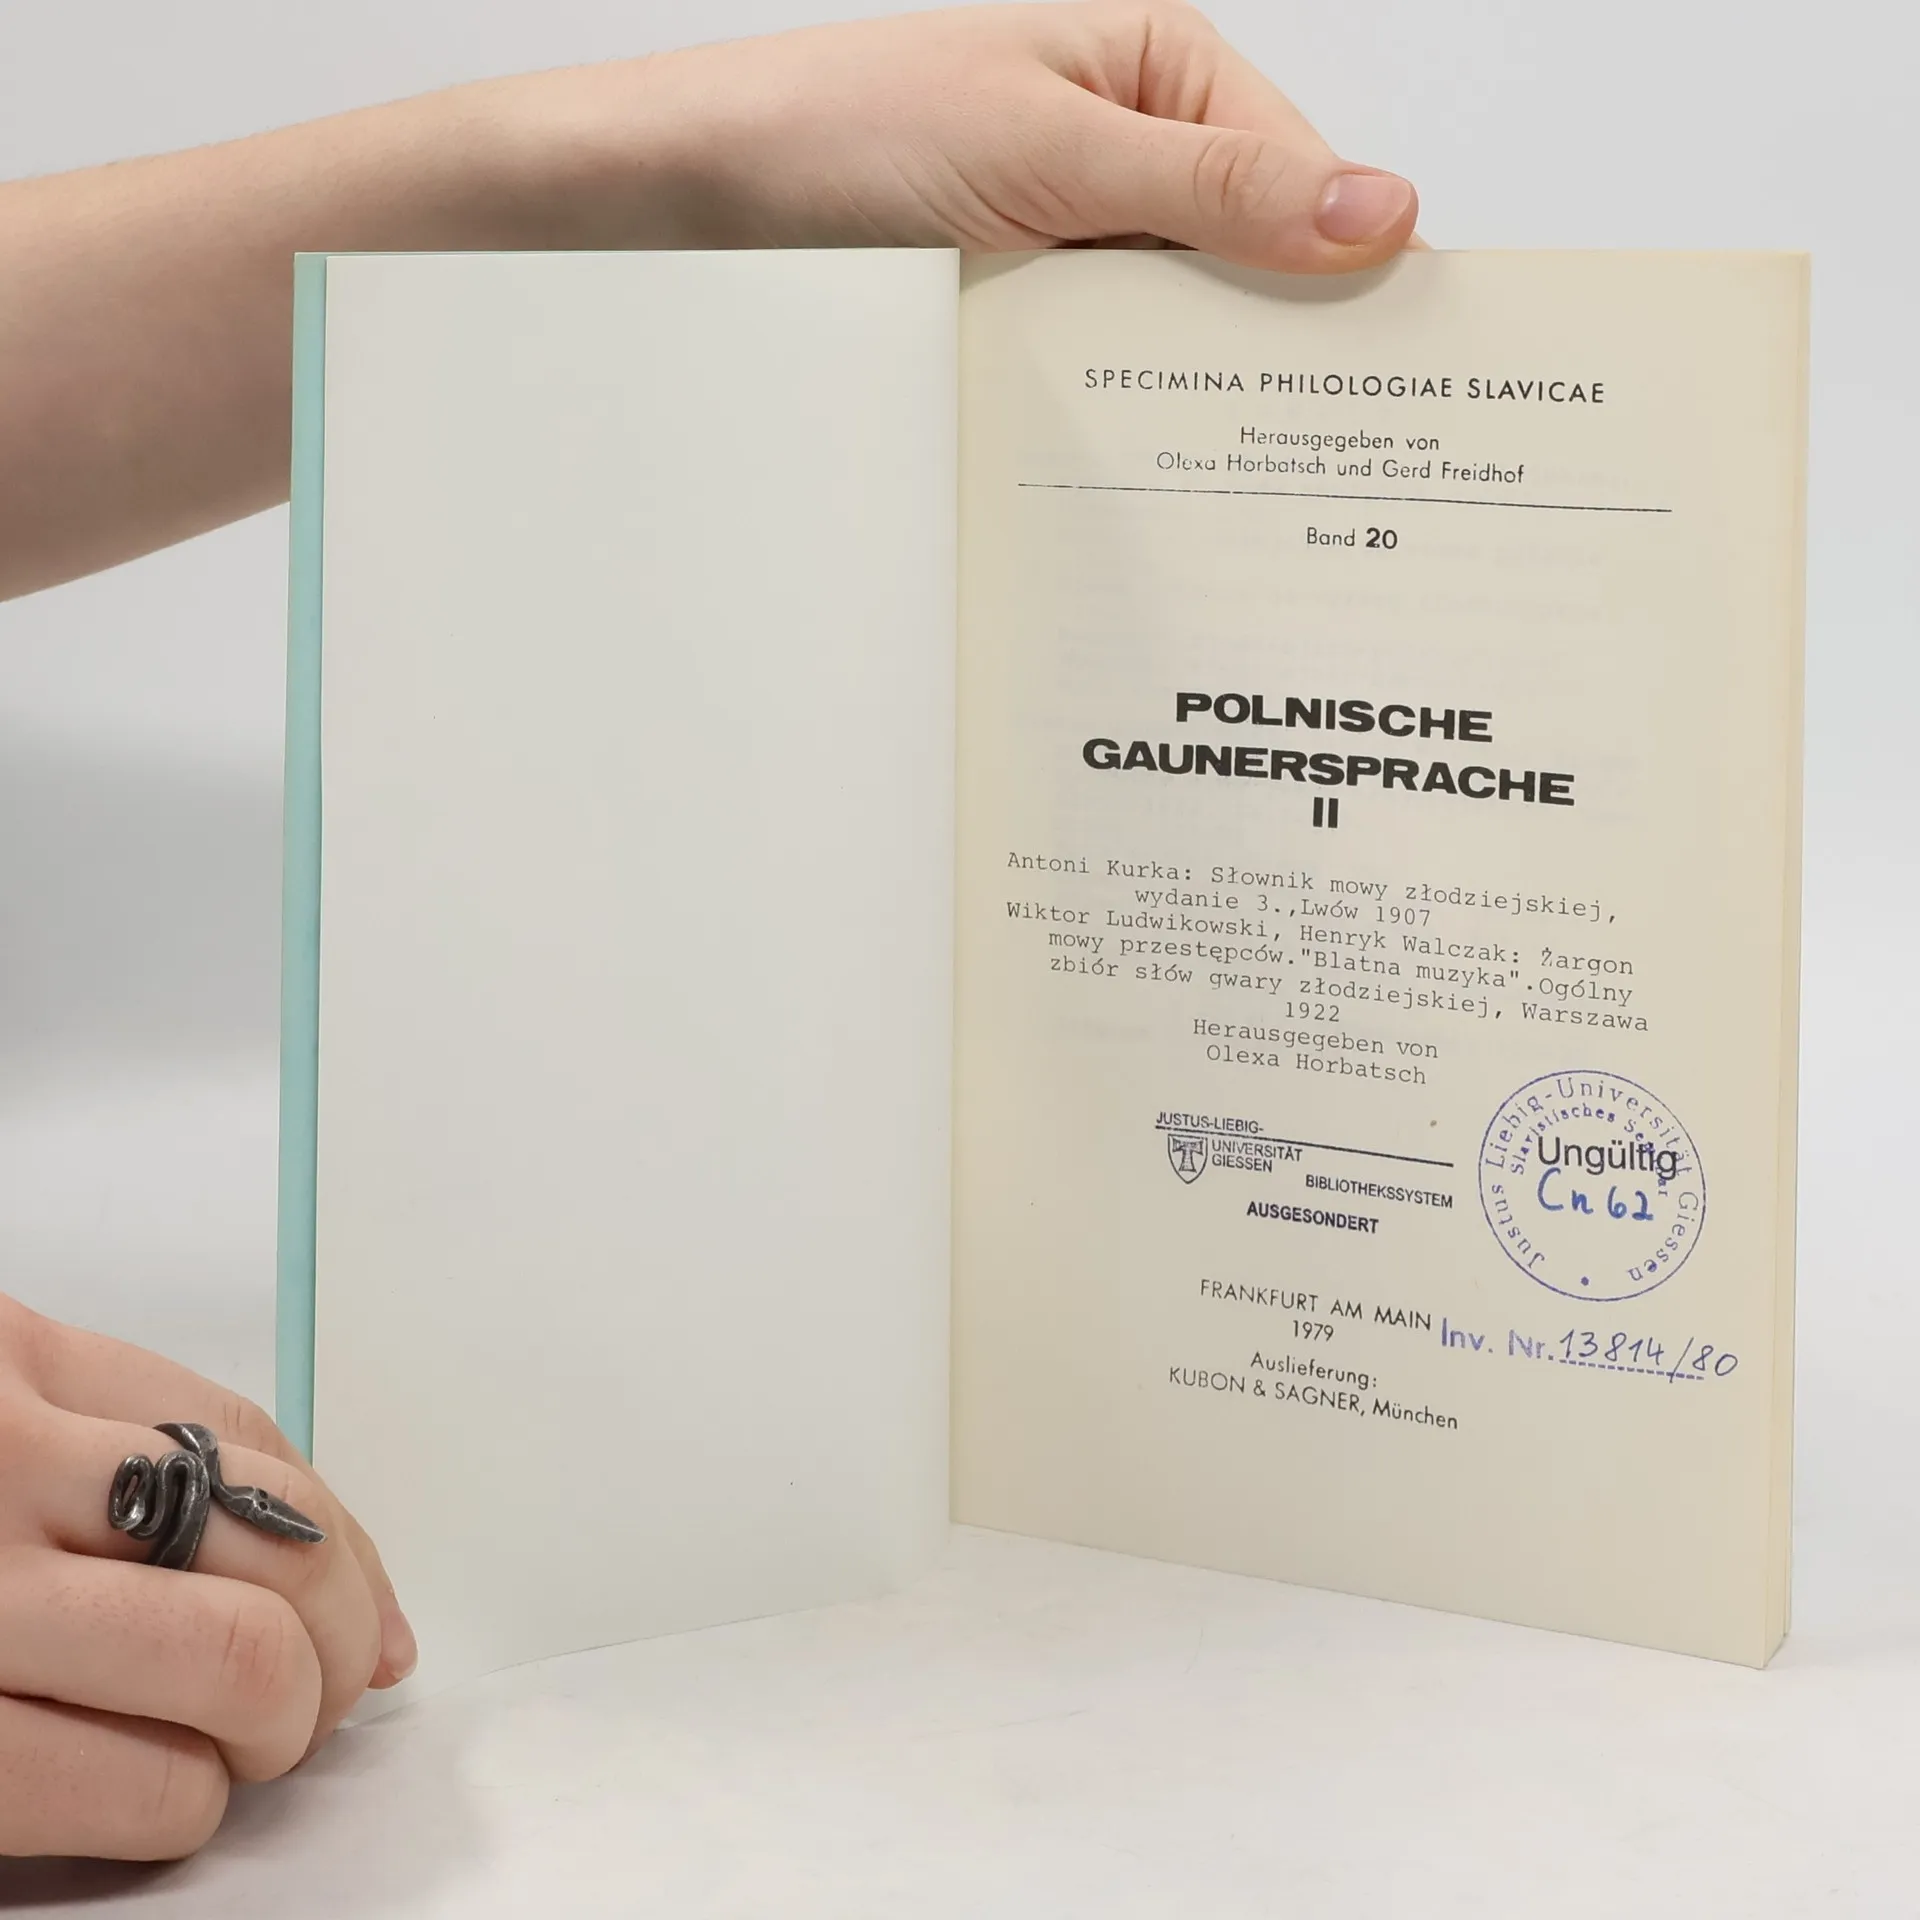 SPECIMINA PHILOLOGIAE SLAVICAE
Herausgegeben von
Olexa Horbatsch und Gerd Freidhof
Band 20
POLNISCHE
GAUNERSPRACHE
II
Antoni Kurka: Słownik mowy złodziejskiej,
wydanie 3.,Lwów 1907
Wiktor Ludwikowski, Henryk Walczak: Żargon
mowy przestępców."Blatna muzyka".Ogólny
zbiór słów gwary złodziejskiej, Warszawa
1922
Herausgegeben von
Olexa Horbatsch
JUSTUS-LIEBIG-
UNIVERSITÄT
GIESSEN
BIBLIOTHEKSSYSTEM
AUSGESONDERT
Justus Liebig-Universität Giessen
Slavistisches Seminar
Ungültig
Cn 62
FRANKFURT AM MAIN
1979
Inv. Nr. 13814/80
Auslieferung:
KUBON & SAGNER, München